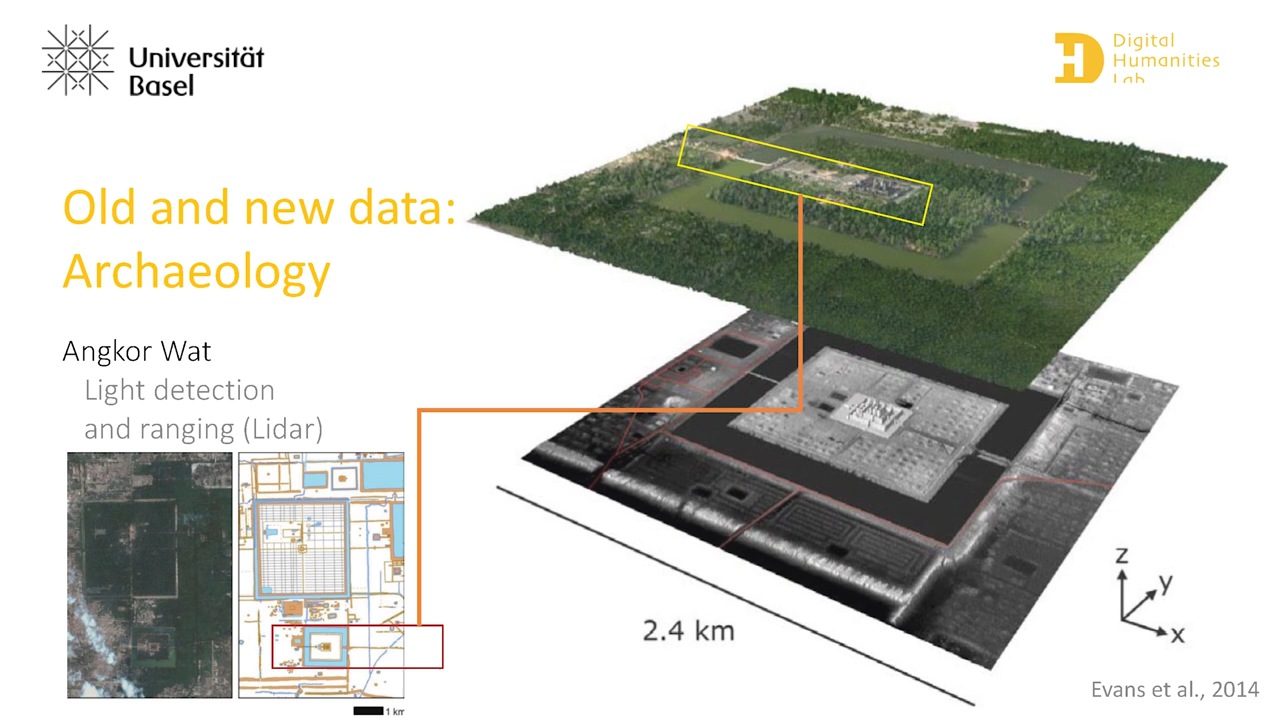 Universität
Basel
Digital
Humanities
Lab
Old and new data:
Archaeology
Angkor Wat
Light detection
and ranging (Lidar)
2.4 km
z
y
x
1 km
Evans et al., 2014